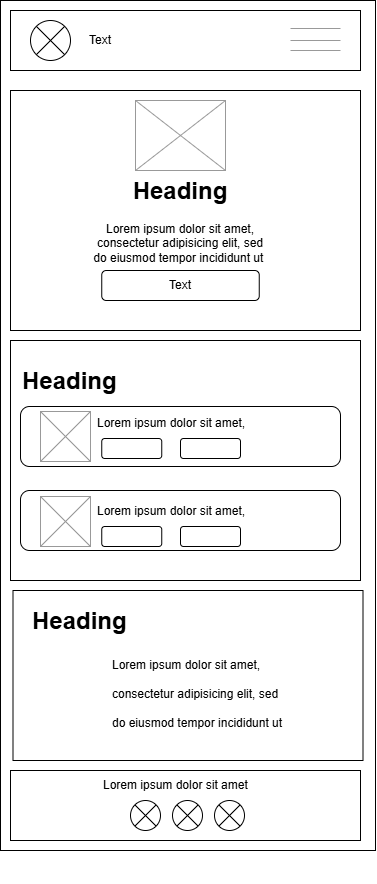 Text
Heading
Lorem ipsum dolor sit amet,
consectetur adipisicing elit, sed
do eiusmod tempor incididunt ut
Text
Heading
Lorem ipsum dolor sit amet,
Lorem ipsum dolor sit amet,
Heading
Lorem ipsum dolor sit amet,
consectetur adipisicing elit, sed
do eiusmod tempor incididunt ut
Lorem ipsum dolor sit amet